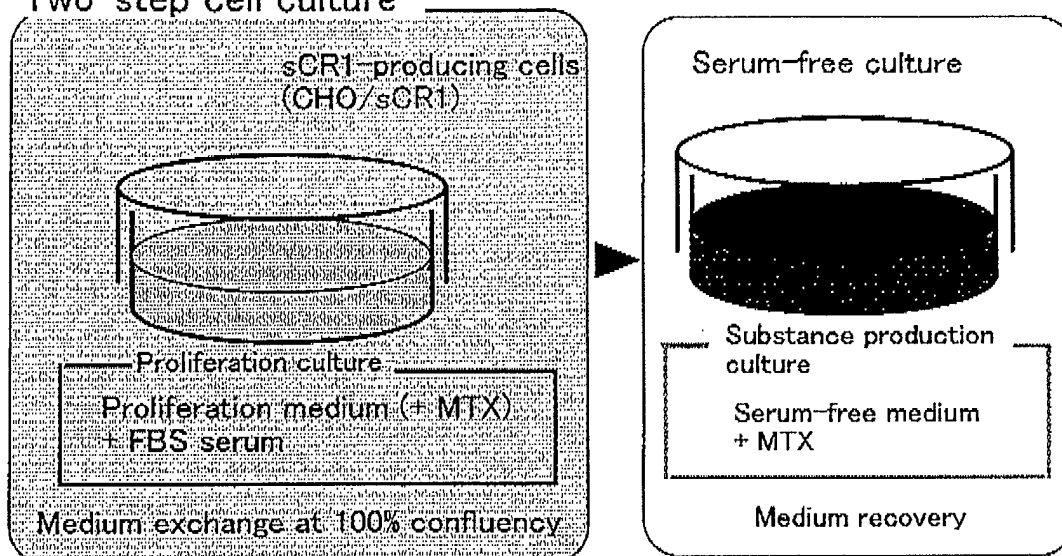 Two-step cell culture
sCR1-producing cells
(CHO/sCR1)
Proliferation culture
Proliferation medium (+ MTX)
+ FBS serum
Medium exchange at 100% confluency
Serum-free culture
Substance production
culture
Serum-free medium
+ MTX
Medium recovery